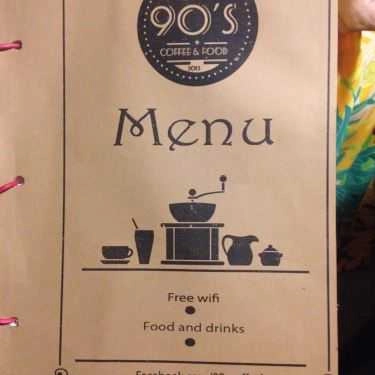 90'S
COFFEE & FOOD
Menu
Free wifi
Food and drinks